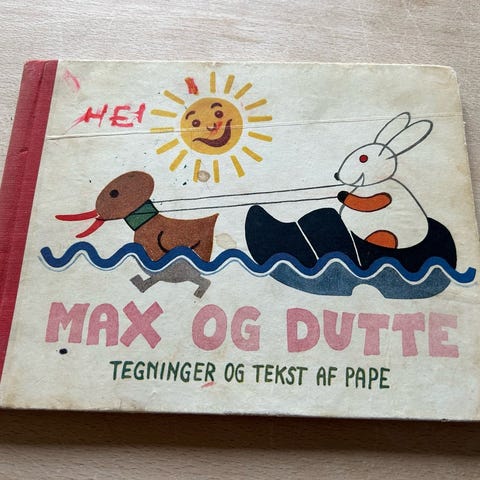 HEI
MAX OG DUTTE
TEGNINGER OG TEKST AF PAPE